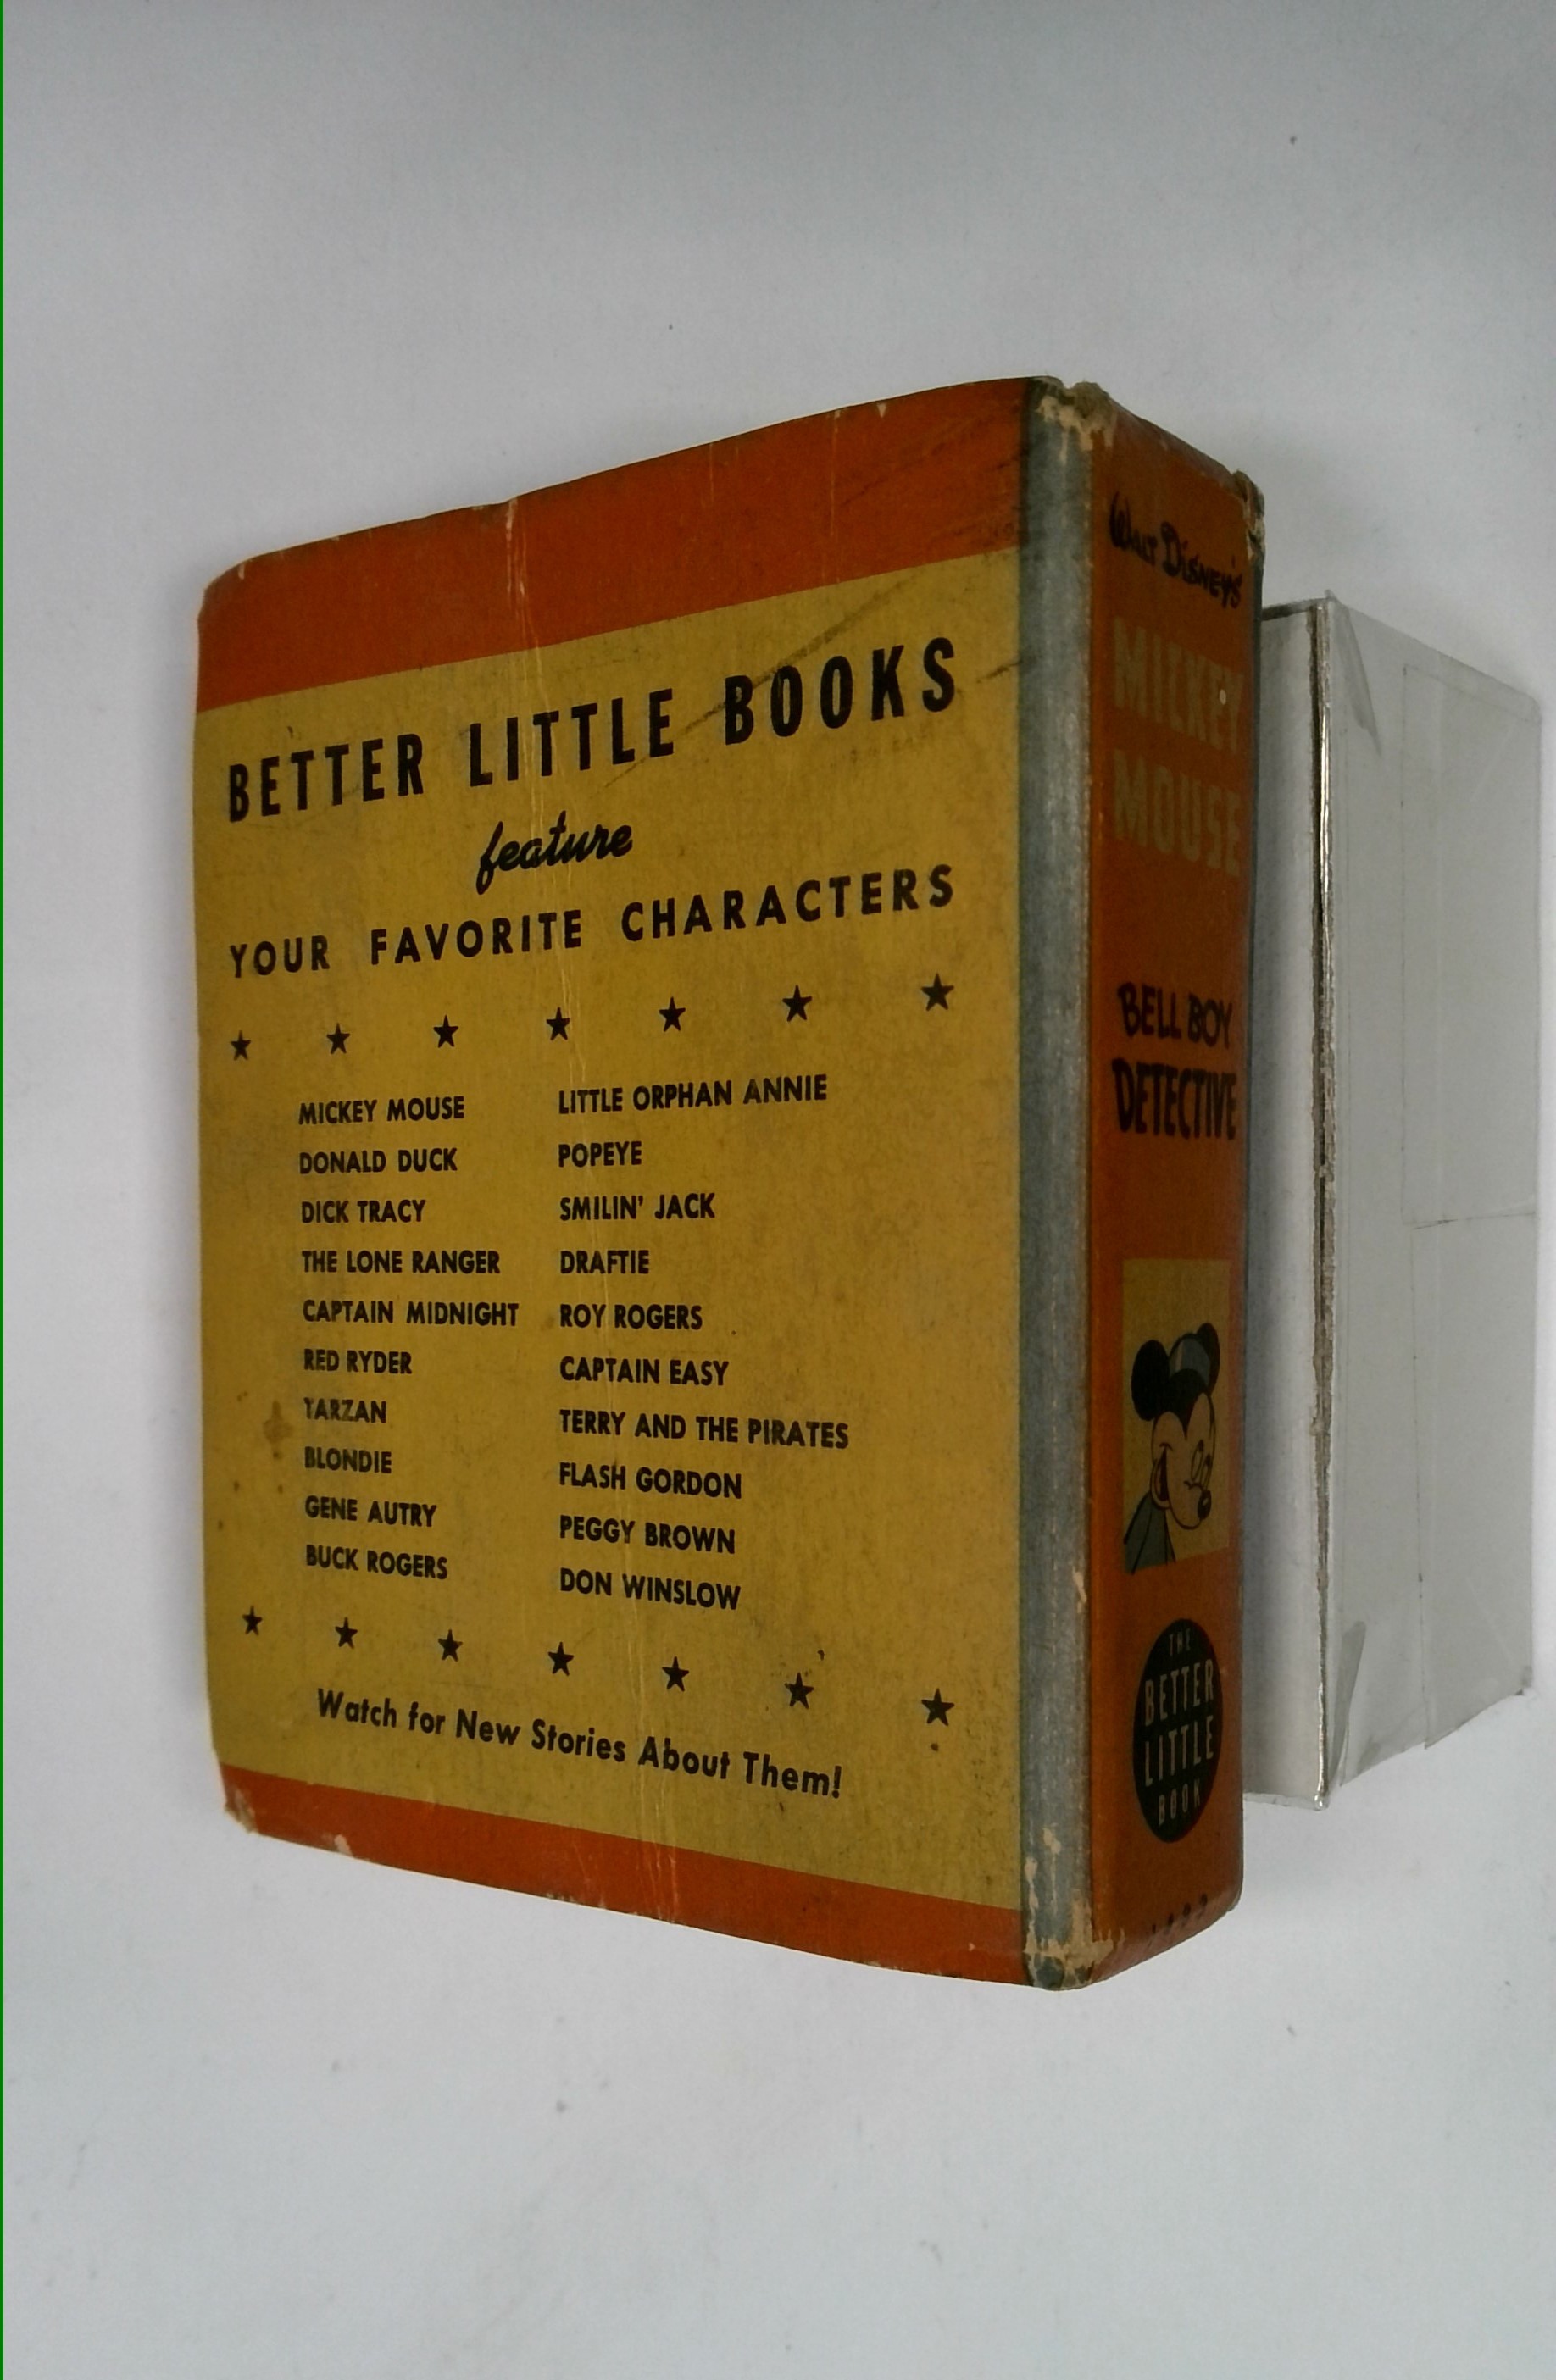 BETTER LITTLE BOOKS
feature
YOUR FAVORITE CHARACTERS
MICKEY MOUSE
DONALD DUCK
DICK TRACY
THE LONE RANGER
CAPTAIN MIDNIGHT
RED RYDER
TARZAN
BLONDIE
GENE AUTRY
BUCK ROGERS
LITTLE ORPHAN ANNIE
POPEYE
SMILIN' JACK
DRAFTIE
ROY ROGERS
CAPTAIN EASY
TERRY AND THE PIRATES
FLASH GORDON
PEGGY BROWN
DON WINSLOW
Watch for New Stories About Them!
WALT DISNEY'S
MICKEY
MOUSE
BELL BOY
DETECTIVE
THE
BETTER
LITTLE
BOOK